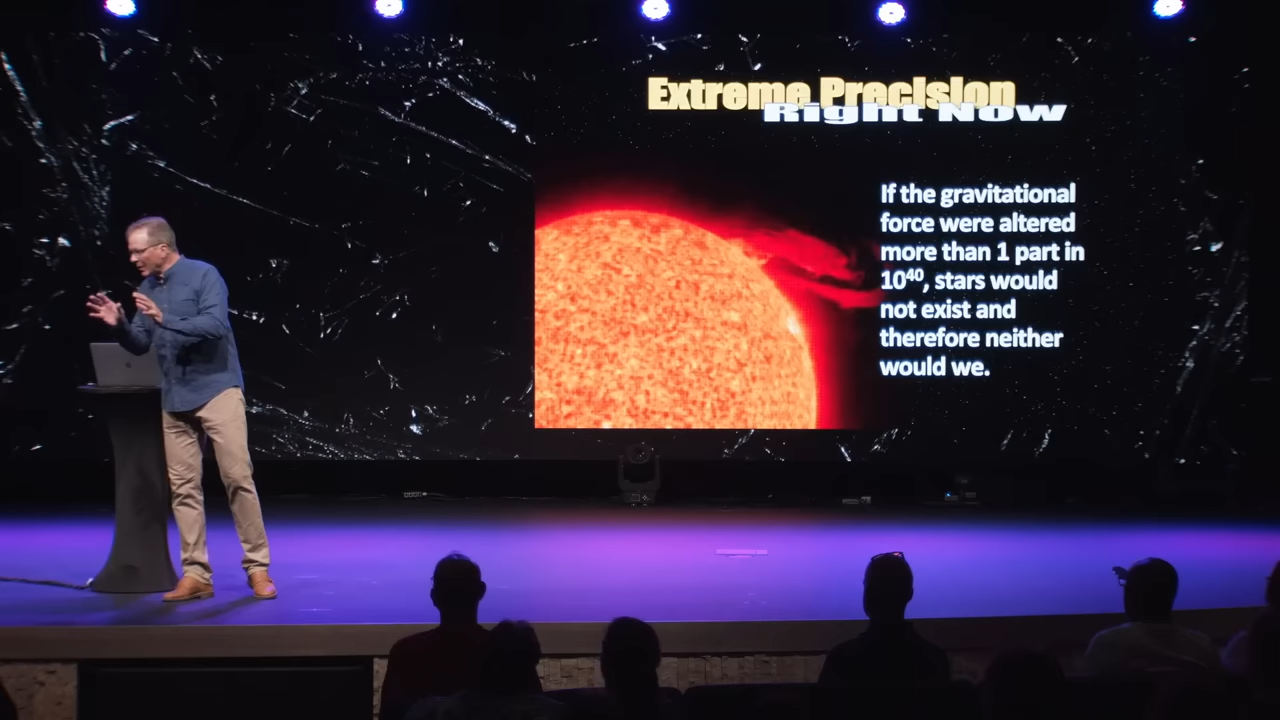 Extreme Precision
Right Now
If the gravitational
force were altered
more than 1 part in
10⁴⁰, stars would
not exist and
therefore neither
would we.